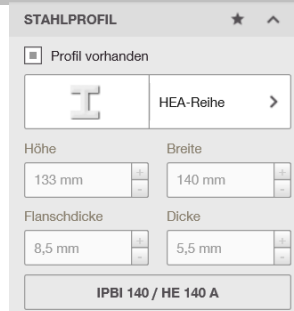 STAHLPROFIL
Profil vorhanden
HEA-Reihe
Höhe Breite
133 mm 140 mm
Flanschdicke Dicke
8,5 mm 5,5 mm
IPBI 140 / HE 140 A